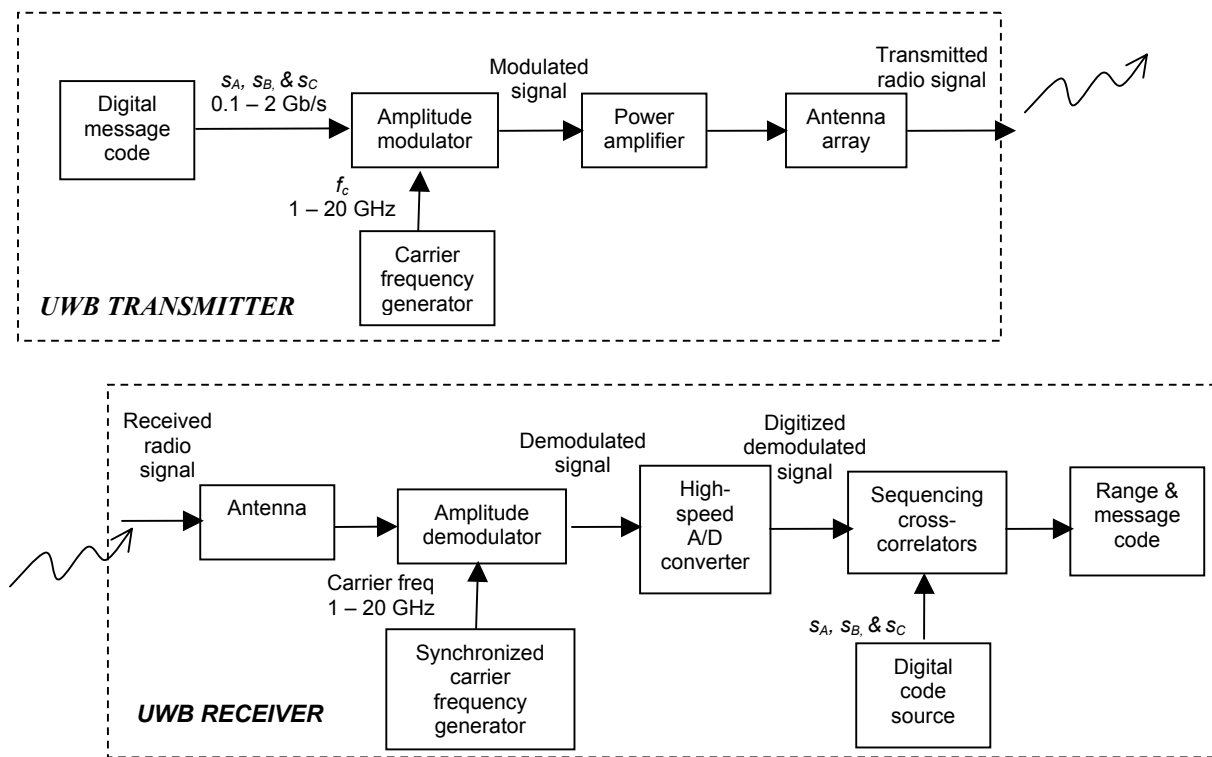 Digital
message
code
s_A, s_B, & s_C
0.1 – 2 Gb/s
Amplitude
modulator
Modulated
signal
Power
amplifier
Antenna
array
Transmitted
radio signal
f_c
1 – 20 GHz
Carrier
frequency
generator
UWB TRANSMITTER
Received
radio
signal
Antenna
Amplitude
demodulator
Demodulated
signal
High-
speed
A/D
converter
Digitized
demodulated
signal
Sequencing
cross-
correlators
Range &
message
code
Carrier freq
1 – 20 GHz
Synchronized
carrier
frequency
generator
s_A, s_B, & s_C
Digital
code
source
UWB RECEIVER